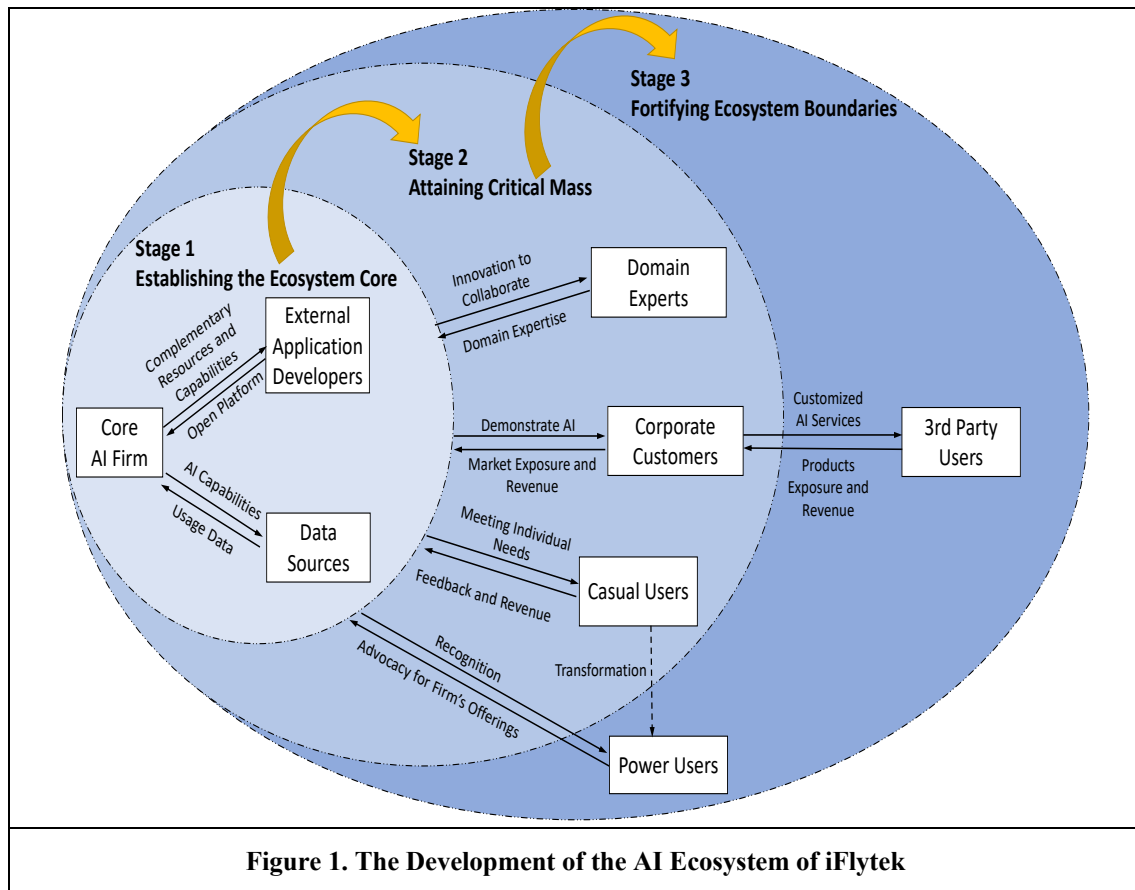 Stage 3
Fortifying Ecosystem Boundaries
Stage 2
Attaining Critical Mass
Stage 1
Establishing the Ecosystem Core
Complementary
Resources and
Capabilities
Open Platform
External
Application
Developers
Core
AI Firm
AI Capabilities
Usage Data
Data
Sources
Innovation to
Collaborate
Domain Expertise
Domain
Experts
Demonstrate AI
Market Exposure and
Revenue
Corporate
Customers
Customized
AI Services
Products
Exposure and
Revenue
3rd Party
Users
Meeting Individual
Needs
Feedback and Revenue
Casual Users
Transformation
Recognition
Advocacy for Firm's Offerings
Power Users
Figure 1. The Development of the AI Ecosystem of iFlytek